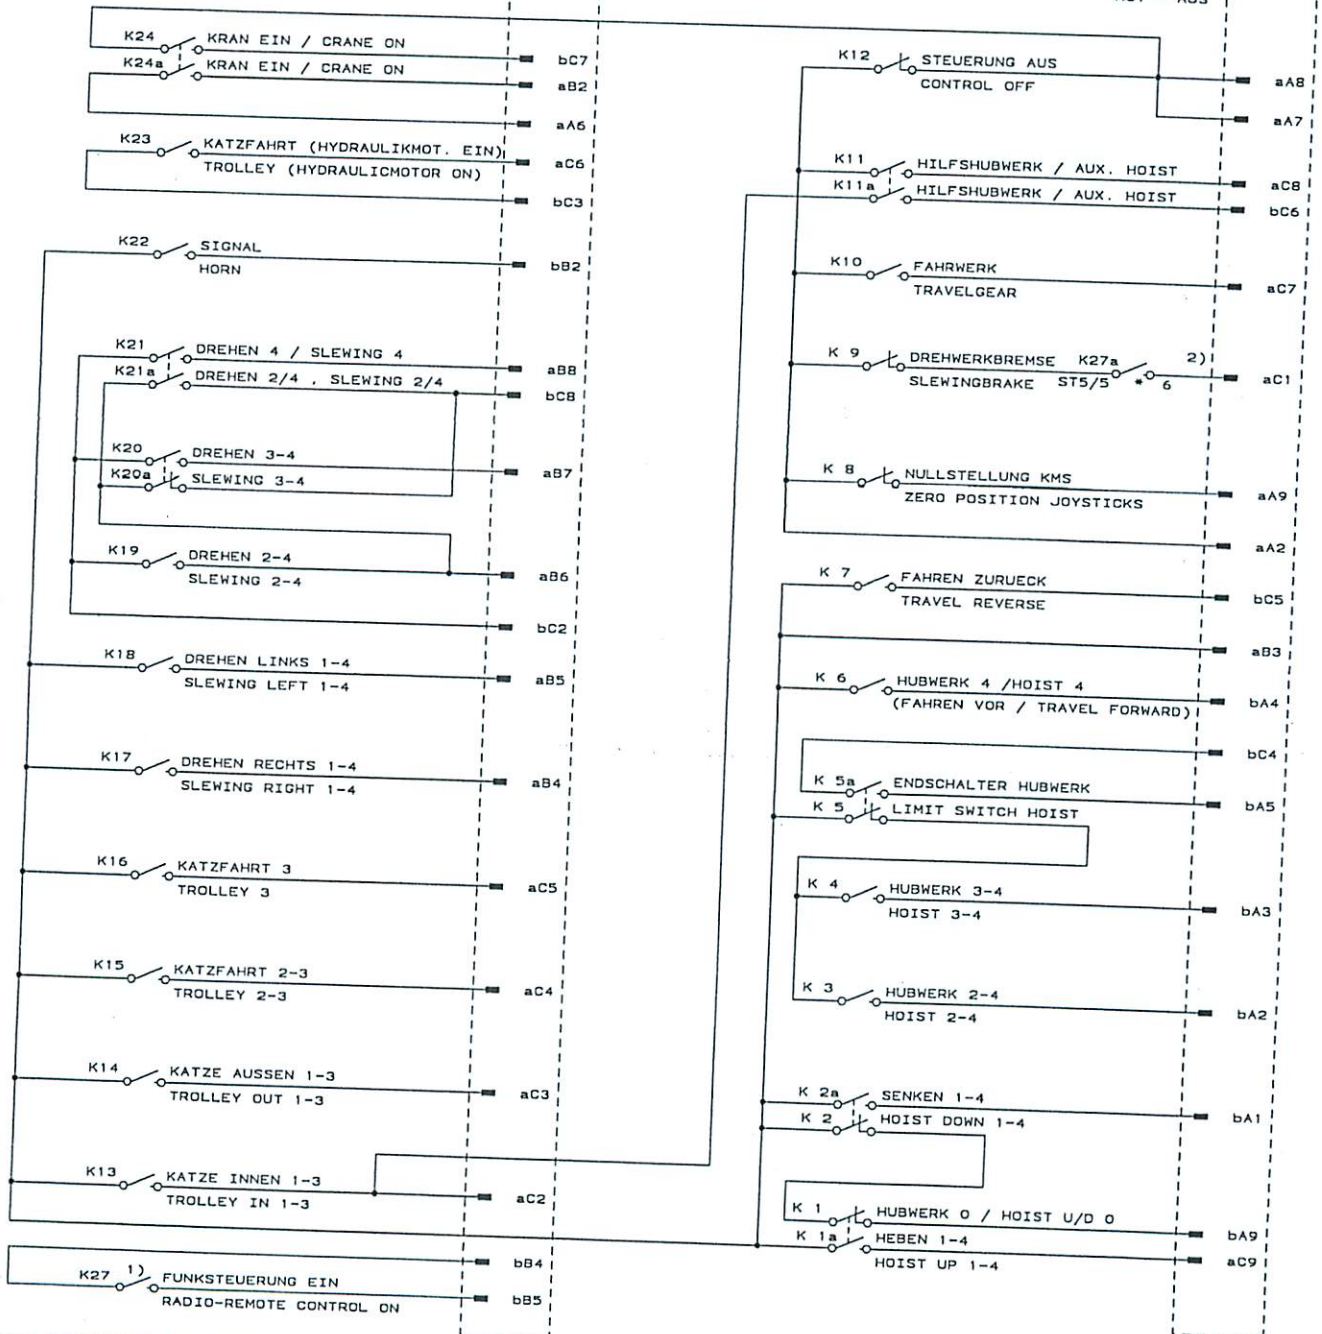 AUS
K24 KRAN EIN / CRANE ON bC7
K24a KRAN EIN / CRANE ON aB2
aA6
K23 KATZFAHRT (HYDRAULIKMOT. EIN) aC6
TROLLEY (HYDRAULICMOTOR ON)
bC3
K22 SIGNAL bB2
HORN
K21 DREHEN 4 / SLEWING 4 aB8
K21a DREHEN 2/4 , SLEWING 2/4 bC8
K20 DREHEN 3-4 aB7
K20a SLEWING 3-4
K19 DREHEN 2-4 aB6
SLEWING 2-4
bC2
K18 DREHEN LINKS 1-4 aB5
SLEWING LEFT 1-4
K17 DREHEN RECHTS 1-4 aB4
SLEWING RIGHT 1-4
K16 KATZFAHRT 3 aC5
TROLLEY 3
K15 KATZFAHRT 2-3 aC4
TROLLEY 2-3
K14 KATZE AUSSEN 1-3 aC3
TROLLEY OUT 1-3
K13 KATZE INNEN 1-3 aC2
TROLLEY IN 1-3
bB4
K27 1) FUNKSTEUERUNG EIN bB5
RADIO-REMOTE CONTROL ON
K12 STEUERUNG AUS aA8
CONTROL OFF
aA7
K11 HILFSHUBWERK / AUX. HOIST aC8
K11a HILFSHUBWERK / AUX. HOIST bC6
K10 FAHRWERK aC7
TRAVELGEAR
K 9 DREHWERKBREMSE K27a 2) aC1
SLEWINGBRAKE ST5/5 * 6
K 8 NULLSTELLUNG KMS aA9
ZERO POSITION JOYSTICKS
aA2
K 7 FAHREN ZURUECK bC5
TRAVEL REVERSE
aB3
K 6 HUBWERK 4 /HOIST 4 bA4
(FAHREN VOR / TRAVEL FORWARD)
bC4
K 5a ENDSCHALTER HUBWERK bA5
K 5 LIMIT SWITCH HOIST
K 4 HUBWERK 3-4 bA3
HOIST 3-4
K 3 HUBWERK 2-4 bA2
HOIST 2-4
K 2a SENKEN 1-4 bA1
K 2 HOIST DOWN 1-4
K 1 HUBWERK 0 / HOIST U/D 0 bA9
K 1a HEBEN 1-4 aC9
HOIST UP 1-4